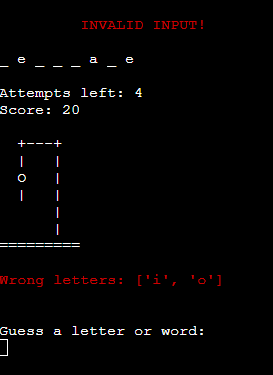 INVALID INPUT!
_ e _ _ _ a _ e
Attempts left: 4
Score: 20
+---+
|   |
O   |
|   |
    |
    |
=========
Wrong letters: ['i', 'o']
Guess a letter or word: